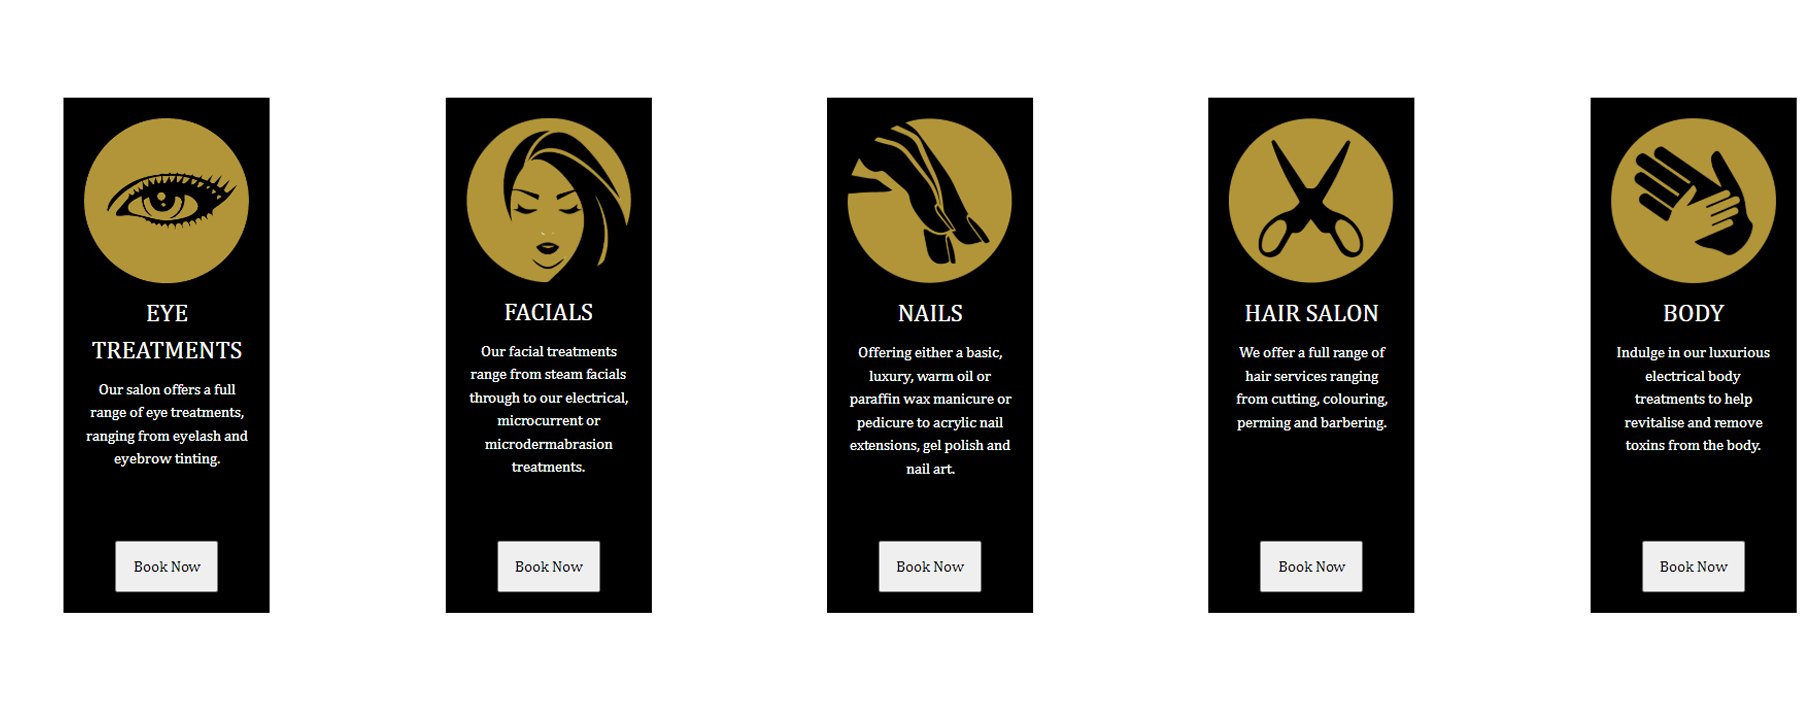 EYE
TREATMENTS
Our salon offers a full
range of eye treatments,
ranging from eyelash and
eyebrow tinting.
Book Now
FACIALS
Our facial treatments
range from steam facials
through to our electrical,
microcurrent or
microdermabrasion
treatments.
Book Now
NAILS
Offering either a basic,
luxury, warm oil or
paraffin wax manicure or
pedicure to acrylic nail
extensions, gel polish and
nail art.
Book Now
HAIR SALON
We offer a full range of
hair services ranging
from cutting, colouring,
perming and barbering.
Book Now
BODY
Indulge in our luxurious
electrical body
treatments to help
revitalise and remove
toxins from the body.
Book Now